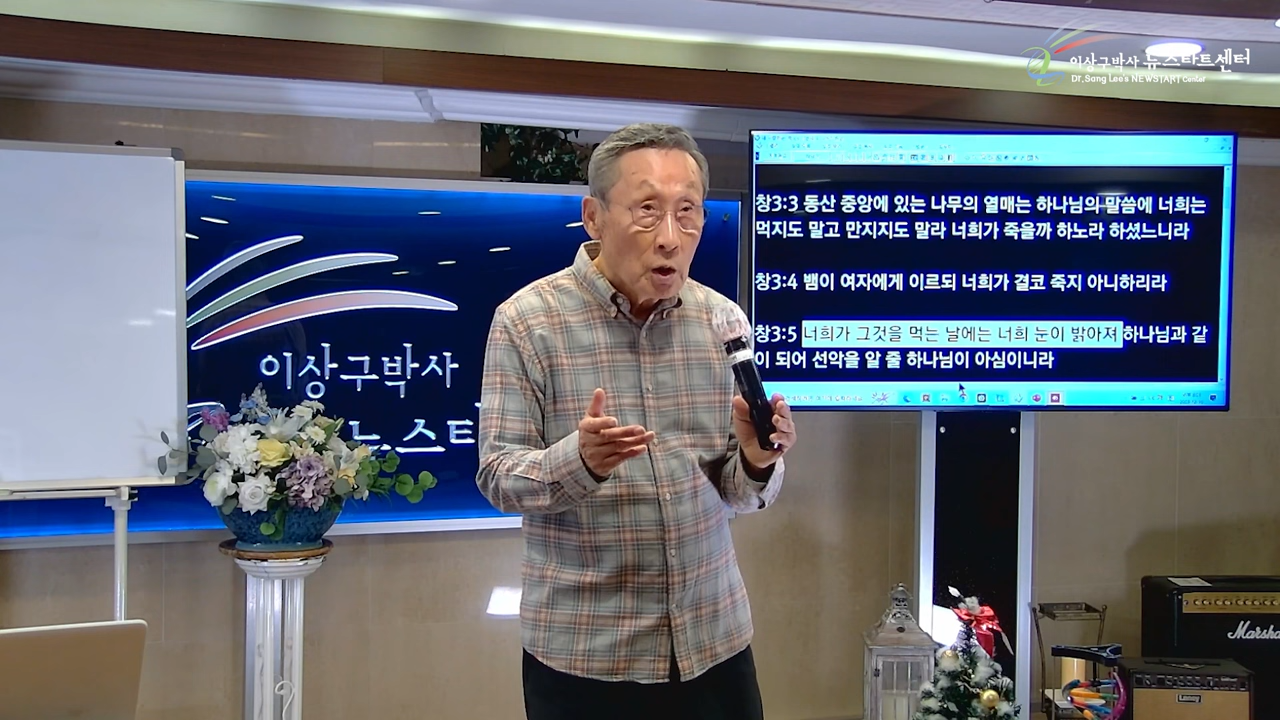 이상구박사 뉴스타트센터
Dr.Sang Lee's NEWSTART Center
창3:3 동산 중앙에 있는 나무의 열매는 하나님의 말씀에 너희는
먹지도 말고 만지지도 말라 너희가 죽을까 하노라 하셨느니라
창3:4 뱀이 여자에게 이르되 너희가 결코 죽지 아니하리라
창3:5 너희가 그것을 먹는 날에는 너희 눈이 밝아져 하나님과 같
이 되어 선악을 알 줄 하나님이 아심이니라
이상구박사
뉴스타
Marsha
Laney